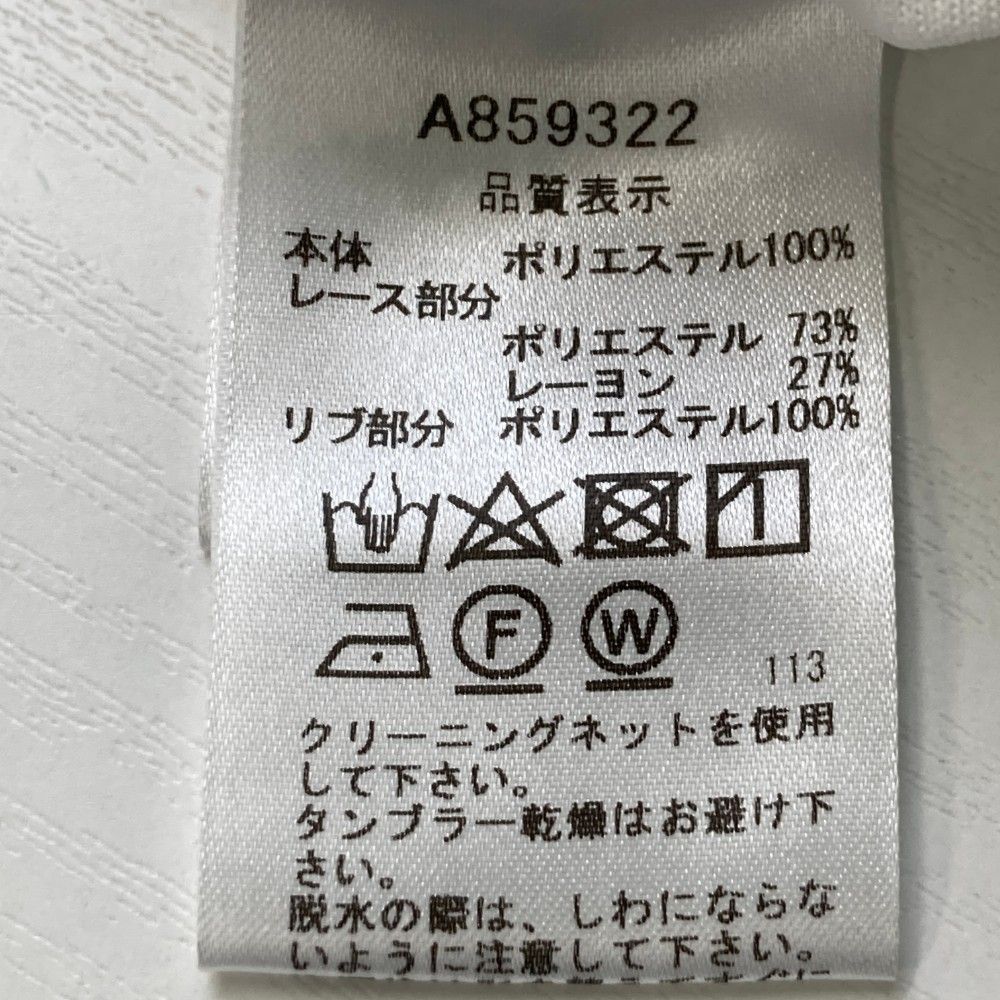 A859322
品質表示
本体 ポリエステル100%
レース部分
ポリエステル 73%
レーヨン 27%
リブ部分 ポリエステル100%
F W 113
クリーニングネットを使用
して下さい。
タンブラー乾燥はお避け下
さい。
脱水の際は、しわにならな
いように注意して下さい。